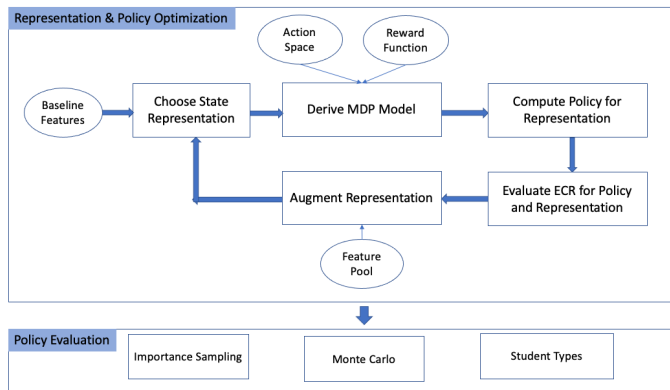 Representation & Policy Optimization
Action
Space
Reward
Function
Baseline
Features
Choose State
Representation
Derive MDP Model
Compute Policy for
Representation
Augment Representation
Evaluate ECR for Policy
and Representation
Feature
Pool
Policy Evaluation
Importance Sampling
Monte Carlo
Student Types